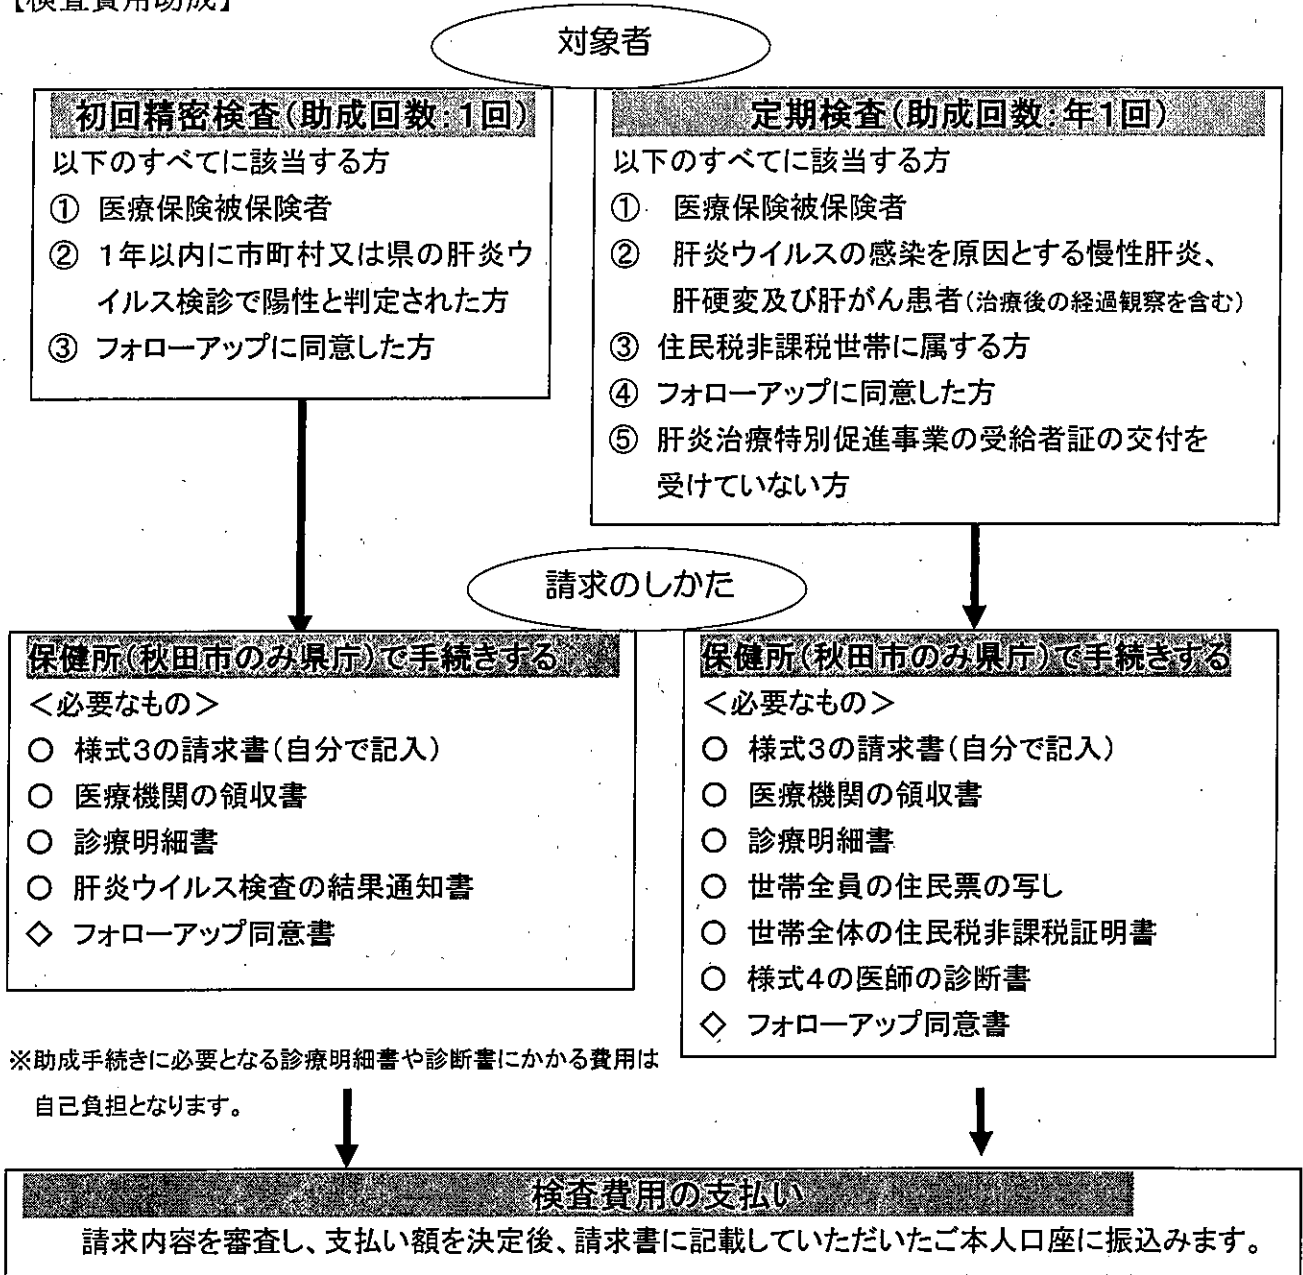 【検査費用助成】
対象者
初回精密検査(助成回数:1回)
以下のすべてに該当する方
① 医療保険被保険者
② 1年以内に市町村又は県の肝炎ウ
イルス検診で陽性と判定された方
③ フォローアップに同意した方
定期検査(助成回数:年1回)
以下のすべてに該当する方
① 医療保険被保険者
② 肝炎ウイルスの感染を原因とする慢性肝炎、
肝硬変及び肝がん患者(治療後の経過観察を含む)
③ 住民税非課税世帯に属する方
④ フォローアップに同意した方
⑤ 肝炎治療特別促進事業の受給者証の交付を
受けていない方
請求のしかた
保健所(秋田市のみ県庁)で手続きする
<必要なもの>
○ 様式3の請求書(自分で記入)
○ 医療機関の領収書
○ 診療明細書
○ 肝炎ウイルス検査の結果通知書
◇ フォローアップ同意書
保健所(秋田市のみ県庁)で手続きする
<必要なもの>
○ 様式3の請求書(自分で記入)
○ 医療機関の領収書
○ 診療明細書
○ 世帯全員の住民票の写し
○ 世帯全体の住民税非課税証明書
○ 様式4の医師の診断書
◇ フォローアップ同意書
※助成手続きに必要となる診療明細書や診断書にかかる費用は
自己負担となります。
検査費用の支払い
請求内容を審査し、支払い額を決定後、請求書に記載していただいたご本人口座に振込みます。